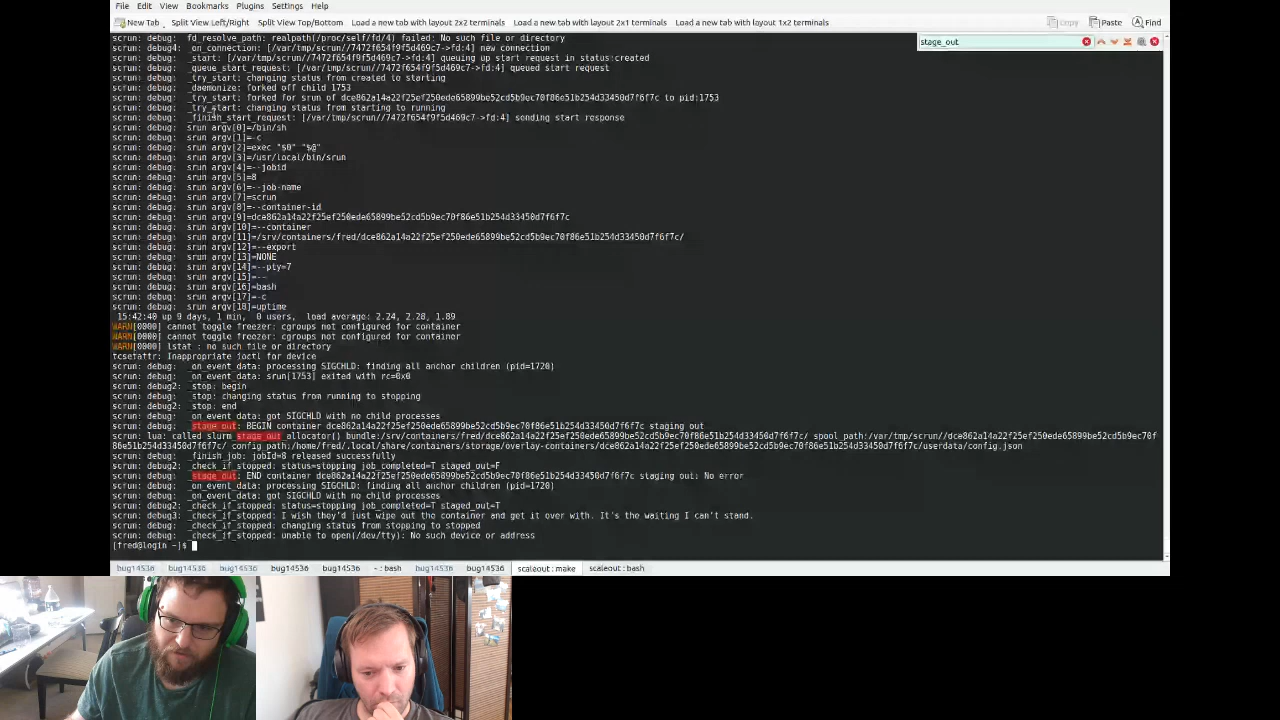 File Edit View Bookmarks Plugins Settings Help
New Tab Split View Left/Right Split View Top/Bottom Load a new tab with layout 2x2 terminals Load a new tab with layout 2x1 terminals Load a new tab with layout 1x2 terminals Copy Paste Find
stage_out
scrun: debug:  fd_resolve_path: realpath(/proc/self/fd/4) failed: No such file or directory
scrun: debug4: _on_connection: [/var/tmp/scrun//7472f654f9f5d469c7->fd:4] new connection
scrun: debug:  _start: [/var/tmp/scrun//7472f654f9f5d469c7->fd:4] queuing up start request in status:created
scrun: debug:  _queue_start_request: [/var/tmp/scrun//7472f654f9f5d469c7->fd:4] queued start request
scrun: debug:  _try_start: changing status from created to starting
scrun: debug:  _daemonize: forked off child 1753
scrun: debug:  _try_start: forked for srun of dce862a14a22f25ef250ede65899be52cd5b9ec70f86e51b254d33450d7f6f7c to pid:1753
scrun: debug:  _try_start: changing status from starting to running
scrun: debug:  _finish_start_request: [/var/tmp/scrun//7472f654f9f5d469c7->fd:4] sending start response
scrun: debug:  srun argv[0]=/bin/sh
scrun: debug:  srun argv[1]=-c
scrun: debug:  srun argv[2]=exec "$0" "$@"
scrun: debug:  srun argv[3]=/usr/local/bin/srun
scrun: debug:  srun argv[4]=--jobid
scrun: debug:  srun argv[5]=8
scrun: debug:  srun argv[6]=--job-name
scrun: debug:  srun argv[7]=scrun
scrun: debug:  srun argv[8]=--container-id
scrun: debug:  srun argv[9]=dce862a14a22f25ef250ede65899be52cd5b9ec70f86e51b254d33450d7f6f7c
scrun: debug:  srun argv[10]=--container
scrun: debug:  srun argv[11]=/srv/containers/fred/dce862a14a22f25ef250ede65899be52cd5b9ec70f86e51b254d33450d7f6f7c/
scrun: debug:  srun argv[12]=--export
scrun: debug:  srun argv[13]=NONE
scrun: debug:  srun argv[14]=--pty=7
scrun: debug:  srun argv[15]=--
scrun: debug:  srun argv[16]=bash
scrun: debug:  srun argv[17]=-c
scrun: debug:  srun argv[18]=uptime
15:42:40 up 9 days, 1 min, 0 users, load average: 2.24, 2.28, 1.89
WARN[0000] cannot toggle freezer: cgroups not configured for container
WARN[0000] cannot toggle freezer: cgroups not configured for container
WARN[0000] lstat : no such file or directory
tcsetattr: Inappropriate ioctl for device
scrun: debug:  _on_event_data: processing SIGCHLD: finding all anchor children (pid=1720)
scrun: debug:  _on_event_data: srun[1753] exited with rc=0x0
scrun: debug2: _stop: begin
scrun: debug:  _stop: changing status from running to stopping
scrun: debug2: _stop: end
scrun: debug:  _on_event_data: got SIGCHLD with no child processes
scrun: debug:  _stage_out: BEGIN container dce862a14a22f25ef250ede65899be52cd5b9ec70f86e51b254d33450d7f6f7c staging out
scrun: lua: called slurm_stage_out_allocator() bundle:/srv/containers/fred/dce862a14a22f25ef250ede65899be52cd5b9ec70f86e51b254d33450d7f6f7c/ spool_path:/var/tmp/scrun//dce862a14a22f25ef250ede65899be52cd5b9ec70f
86e51b254d33450d7f6f7c/ config_path:/home/fred/.local/share/containers/storage/overlay-containers/dce862a14a22f25ef250ede65899be52cd5b9ec70f86e51b254d33450d7f6f7c/userdata/config.json
scrun: debug:  _finish_job: jobId=8 released successfully
scrun: debug2: _check_if_stopped: status=stopping job_completed=T staged_out=F
scrun: debug:  _stage_out: END container dce862a14a22f25ef250ede65899be52cd5b9ec70f86e51b254d33450d7f6f7c staging out: No error
scrun: debug:  _on_event_data: processing SIGCHLD: finding all anchor children (pid=1720)
scrun: debug:  _on_event_data: got SIGCHLD with no child processes
scrun: debug2: _check_if_stopped: status=stopping job_completed=T staged_out=T
scrun: debug3: _check_if_stopped: I wish they'd just wipe out the container and get it over with. It's the waiting I can't stand.
scrun: debug:  _check_if_stopped: changing status from stopping to stopped
scrun: debug:  _check_if_stopped: unable to open(/dev/tty): No such device or address
[fred@login ~]$
bug14536 bug14536 bug14536 bug14536 bug14536 ~ : bash bug14536 bug14536 scaleout : make scaleout : bash